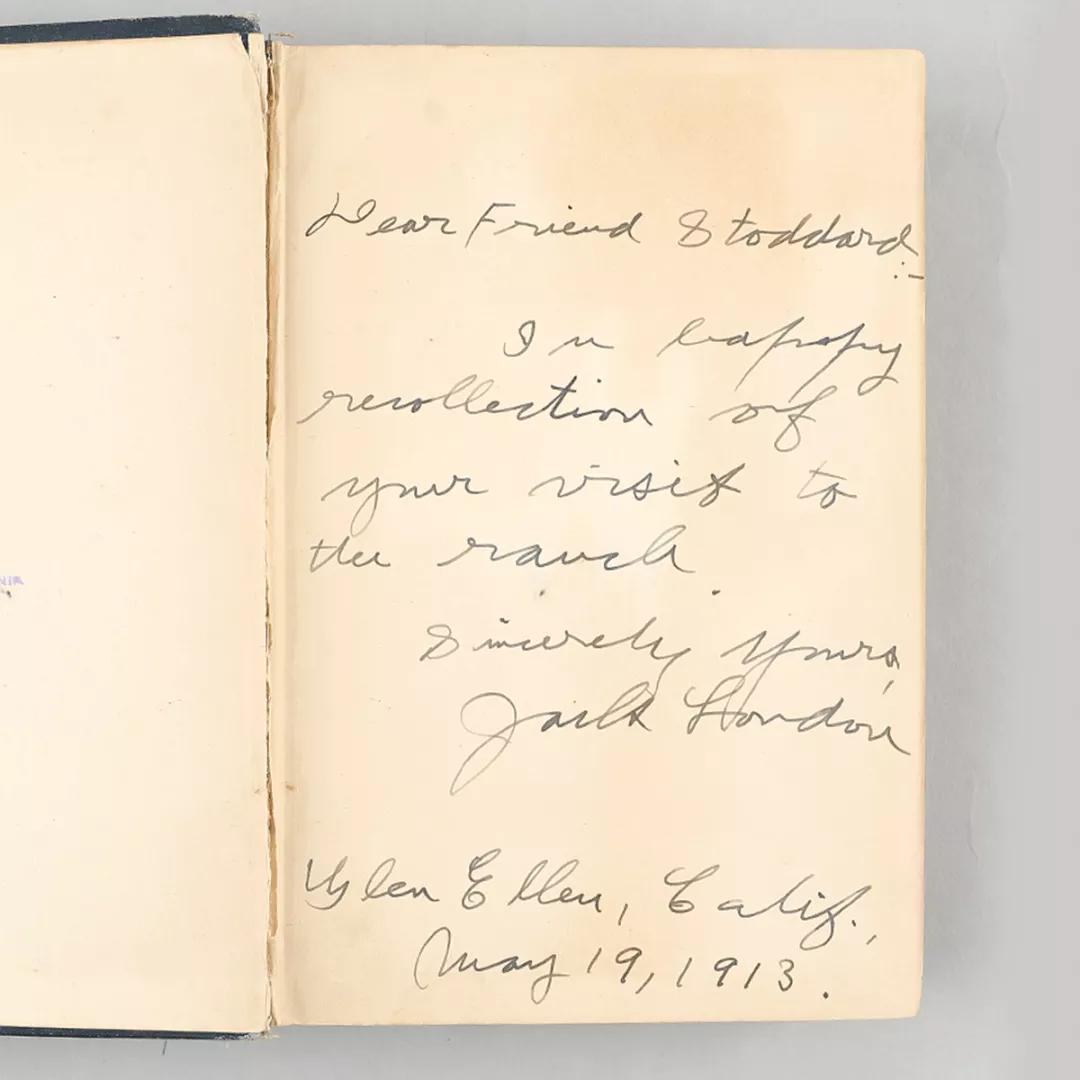 Dear Friend Stoddard:-
In happy
recollection of
your visit to
the ranch.
Sincerely yours,
Jack London
Glen Ellen, Calif.,
May 19, 1913.